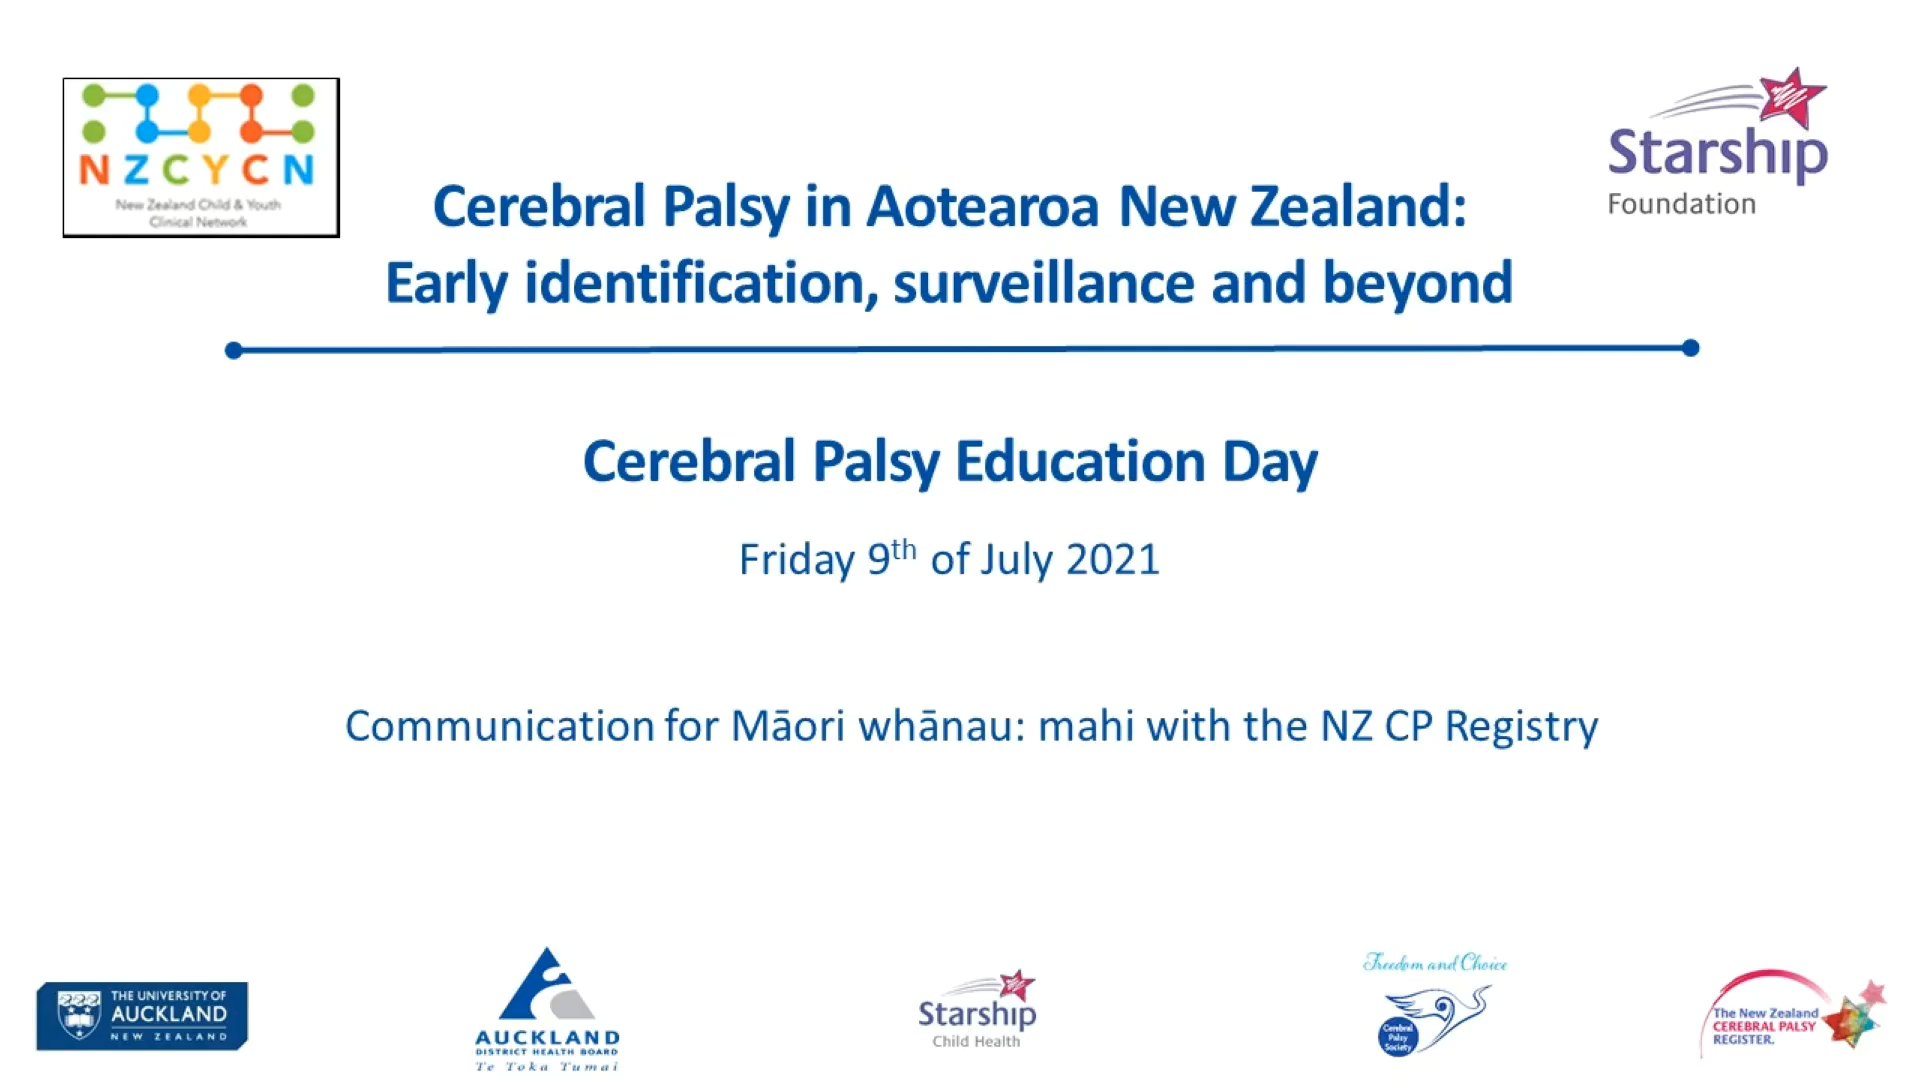 NZCYCN
New Zealand Child & Youth
Clinical Network
Starship
Foundation
Cerebral Palsy in Aotearoa New Zealand:
Early identification, surveillance and beyond
Cerebral Palsy Education Day
Friday 9th of July 2021
Communication for Māori whānau: mahi with the NZ CP Registry
THE UNIVERSITY OF
AUCKLAND
NEW ZEALAND
AUCKLAND
DISTRICT HEALTH BOARD
Te Toka Tumai
Starship
Child Health
Freedom and Choice
Cerebral
Palsy
Society
The New Zealand
CEREBRAL PALSY
REGISTER.